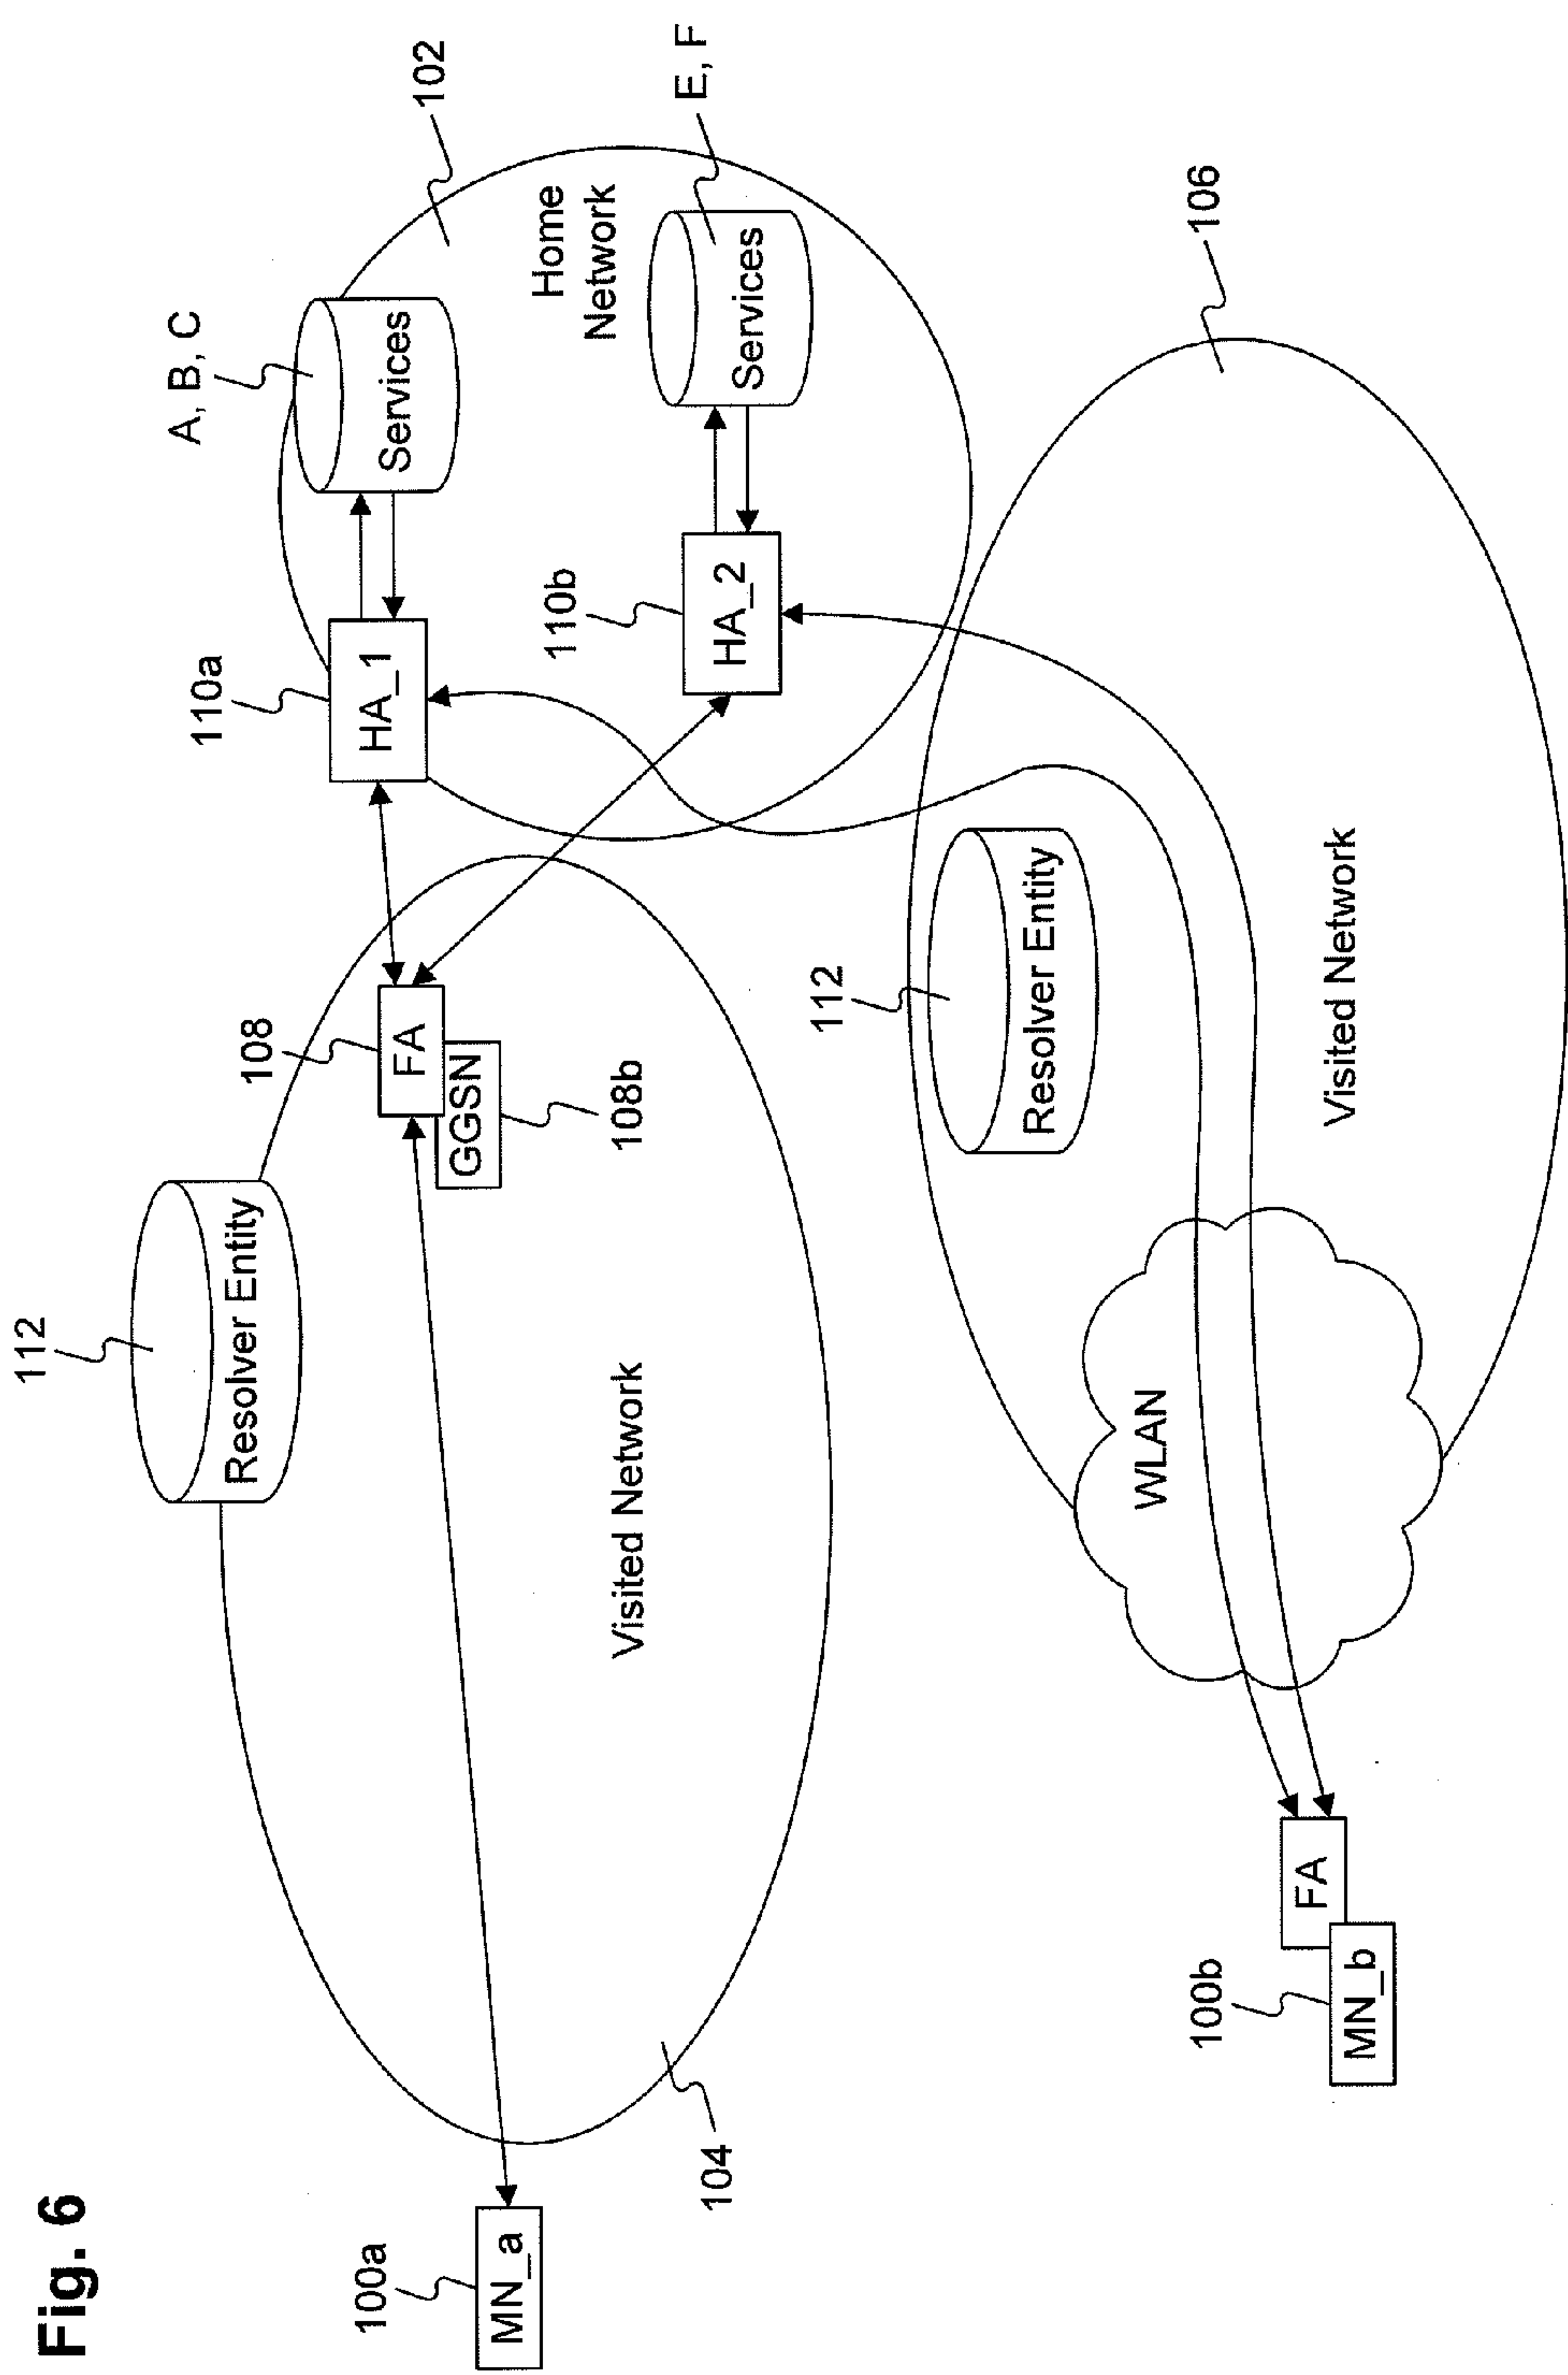 Fig. 6
112
Resolver Entity
100a
MN_a
104
Visited Network
108
FA
GGSN
108b
110a
HA_1
A, B, C
Services
102
Home
Network
110b
HA_2
Services
E, F
112
Resolver Entity
Visited Network
106
WLAN
100b
MN_b
FA